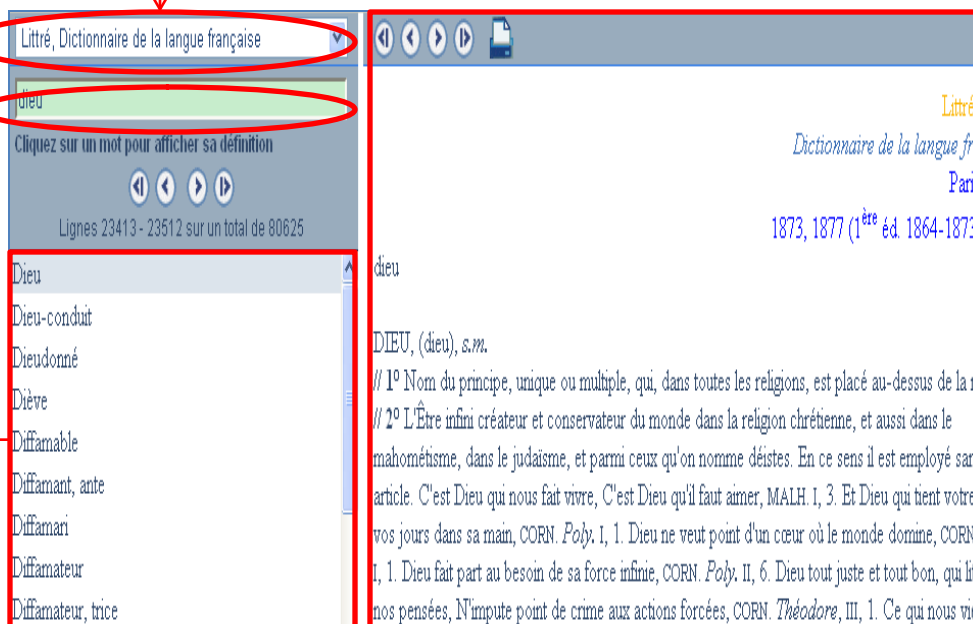 Littré, Dictionnaire de la langue française
dieu
Cliquez sur un mot pour afficher sa définition
Lignes 23413 - 23512 sur un total de 80625
Dieu
Dieu-conduit
Dieudonné
Diève
Diffamable
Diffamant, ante
Diffamari
Diffamateur
Diffamateur, trice
Littré
Dictionnaire de la langue fr
Pari
1873, 1877 (1ère éd. 1864-1873
dieu
DIEU, (dieu), s.m.
// 1º Nom du principe, unique ou multiple, qui, dans toutes les religions, est placé au-dessus de la
// 2º L'Être infini créateur et conservateur du monde dans la religion chrétienne, et aussi dans le
mahométisme, dans le judaïsme, et parmi ceux qu'on nomme déistes. En ce sens il est employé san
article. C'est Dieu qui nous fait vivre, C'est Dieu qu'il faut aimer, MALH. I, 3. Et Dieu qui tient votre
vos jours dans sa main, CORN. Poly. I, 1. Dieu ne veut point d'un cœur où le monde domine, CORN
I, 1. Dieu fait part au besoin de sa force infinie, CORN. Poly. II, 6. Dieu tout juste et tout bon, qui li
nos pensées, N'impute point de crime aux actions forcées, CORN. Théodore, III, 1. Ce qui nous vie